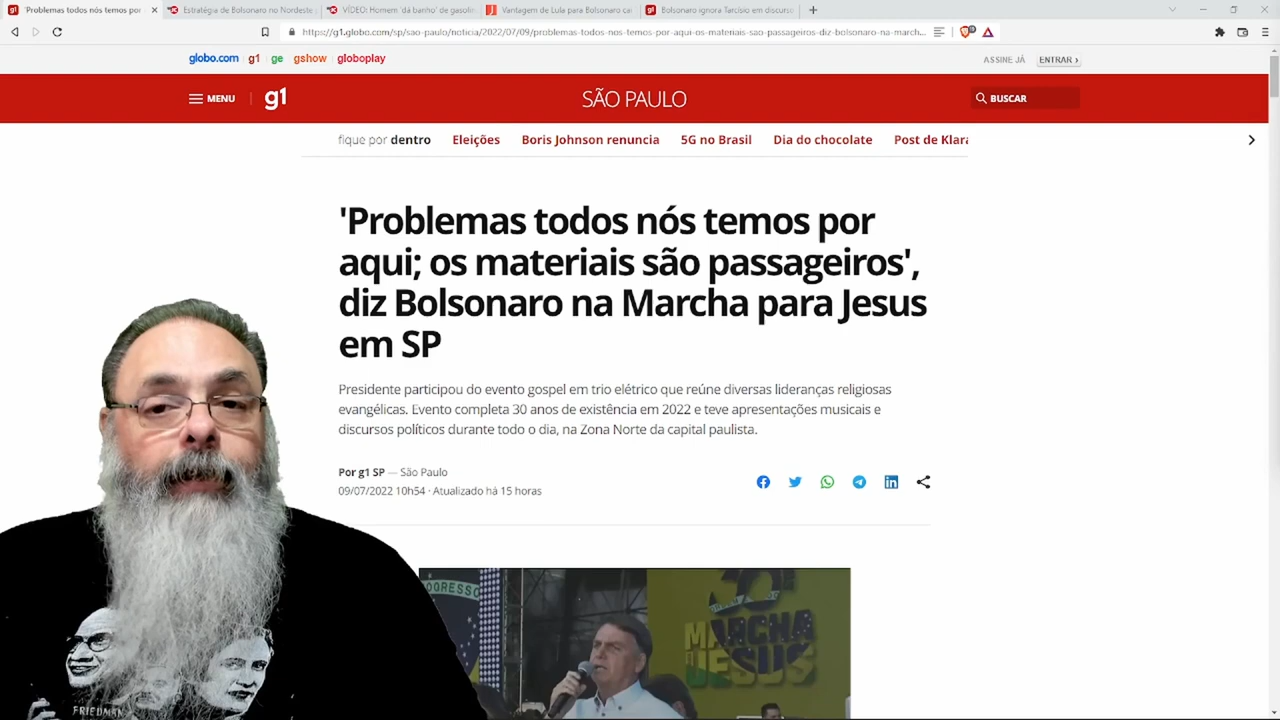 'Problemas todos nós temos por
Estratégia de Bolsonaro no Nordeste
VÍDEO: Homem 'dá banho' de gasolin
Vantagem de Lula para Bolsonaro cai
Bolsonaro ignora Tarcísio em discurso
https://g1.globo.com/sp/sao-paulo/noticia/2022/07/09/problemas-todos-nos-temos-por-aqui-os-materiais-sao-passageiros-diz-bolsonaro-na-march...
globo.com g1 ge gshow globoplay
ASSINE JÁ ENTRAR ›
MENU g1 SÃO PAULO BUSCAR
fique por dentro Eleições Boris Johnson renuncia 5G no Brasil Dia do chocolate Post de Klara
'Problemas todos nós temos por
aqui; os materiais são passageiros',
diz Bolsonaro na Marcha para Jesus
em SP
Presidente participou do evento gospel em trio elétrico que reúne diversas lideranças religiosas
evangélicas. Evento completa 30 anos de existência em 2022 e teve apresentações musicais e
discursos políticos durante todo o dia, na Zona Norte da capital paulista.
Por g1 SP — São Paulo
09/07/2022 10h54 · Atualizado há 15 horas
OGRESSO
30
MARCHA
JESUS
FRIEDMAN